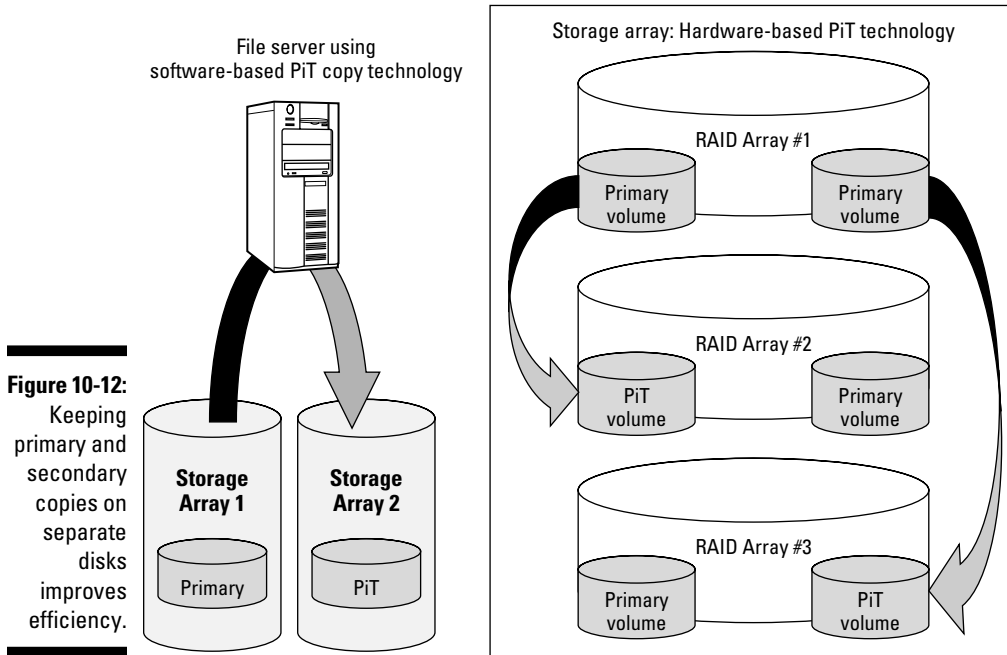 File server using
software-based PiT copy technology
Storage
Array 1
Primary
Storage
Array 2
PiT
Figure 10-12:
Keeping
primary and
secondary
copies on
separate
disks
improves
efficiency.
Storage array: Hardware-based PiT technology
RAID Array #1
Primary
volume
Primary
volume
RAID Array #2
PiT
volume
Primary
volume
RAID Array #3
Primary
volume
PiT
volume